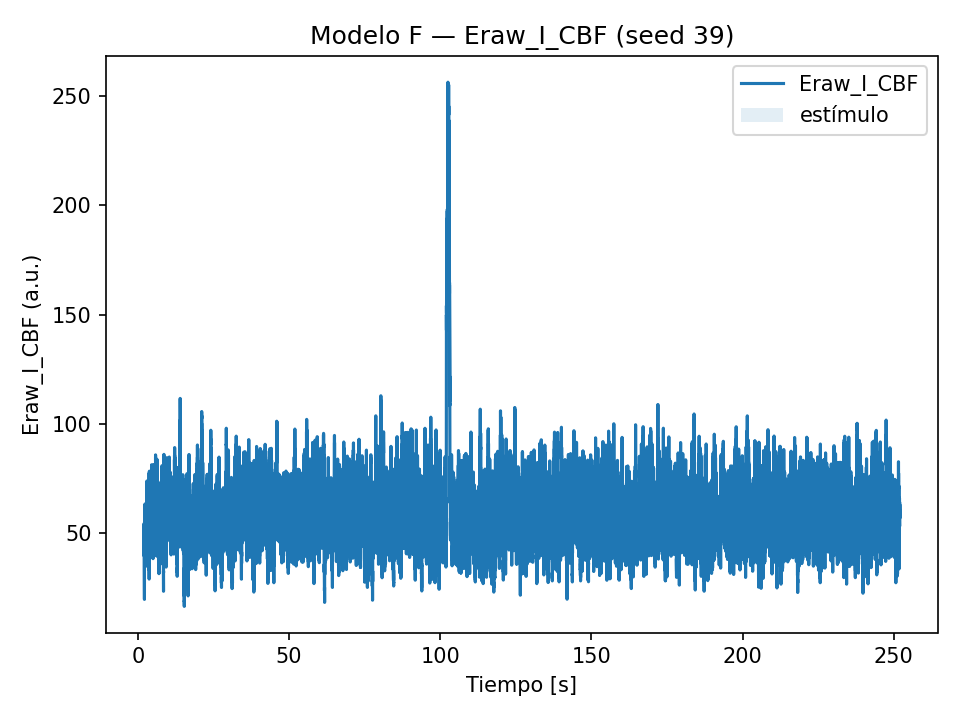 Modelo F — Eraw_I_CBF (seed 39)
Eraw_I_CBF
estímulo
Eraw_I_CBF (a.u.)
250
200
150
100
50
0 50 100 150 200 250
Tiempo [s]